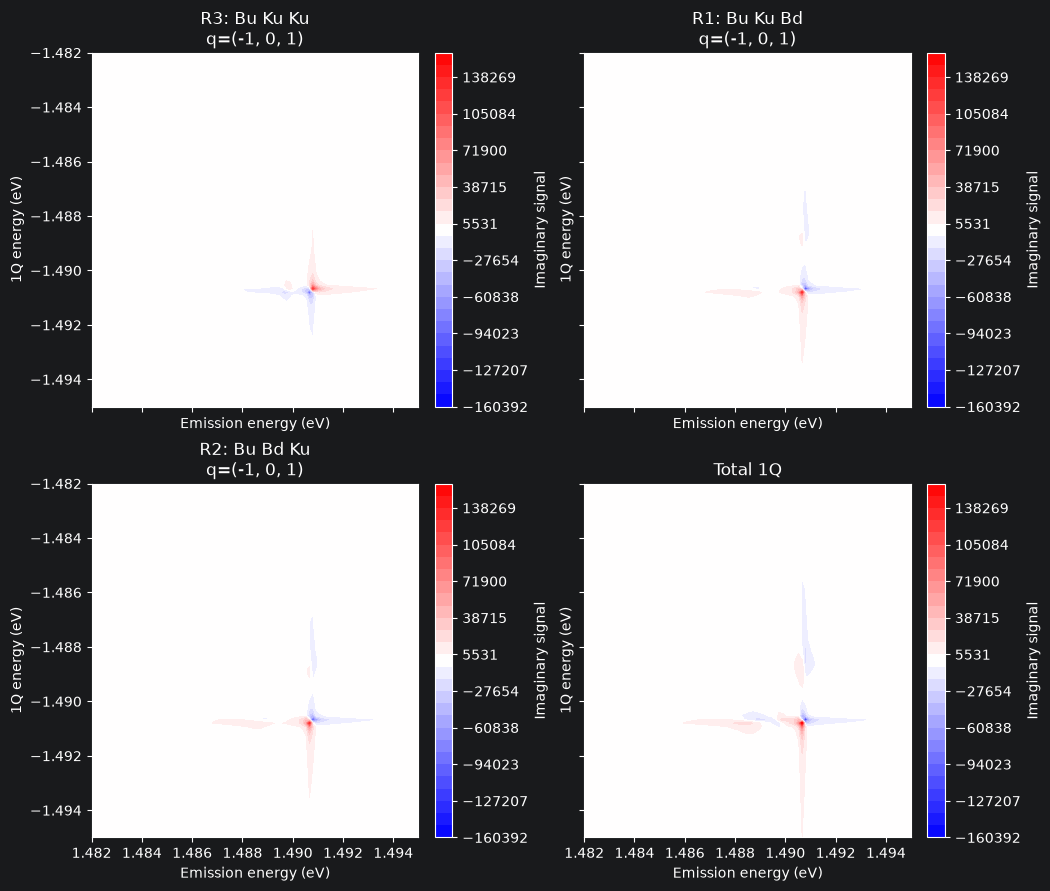 R3: Bu Ku Ku
q=(-1, 0, 1)
−1.482
−1.484
−1.486
−1.488
−1.490
−1.492
−1.494
1Q energy (eV)
Emission energy (eV)
138269
105084
71900
38715
5531
−27654
−60838
−94023
−127207
−160392
Imaginary signal
R1: Bu Ku Bd
q=(-1, 0, 1)
1Q energy (eV)
Emission energy (eV)
138269
105084
71900
38715
5531
−27654
−60838
−94023
−127207
−160392
Imaginary signal
R2: Bu Bd Ku
q=(-1, 0, 1)
−1.482
−1.484
−1.486
−1.488
−1.490
−1.492
−1.494
1Q energy (eV)
1.482 1.484 1.486 1.488 1.490 1.492 1.494
Emission energy (eV)
138269
105084
71900
38715
5531
−27654
−60838
−94023
−127207
−160392
Imaginary signal
Total 1Q
1Q energy (eV)
1.482 1.484 1.486 1.488 1.490 1.492 1.494
Emission energy (eV)
138269
105084
71900
38715
5531
−27654
−60838
−94023
−127207
−160392
Imaginary signal